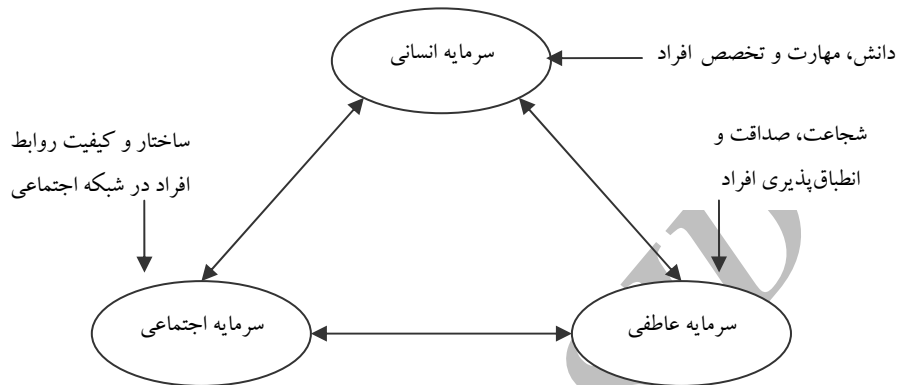 سرمایه انسانی
دانش، مهارت و تخصص افراد
شجاعت، صداقت و
انطباق‌پذیری افراد
ساختار و کیفیت روابط
افراد در شبکه اجتماعی
سرمایه عاطفی
سرمایه اجتماعی